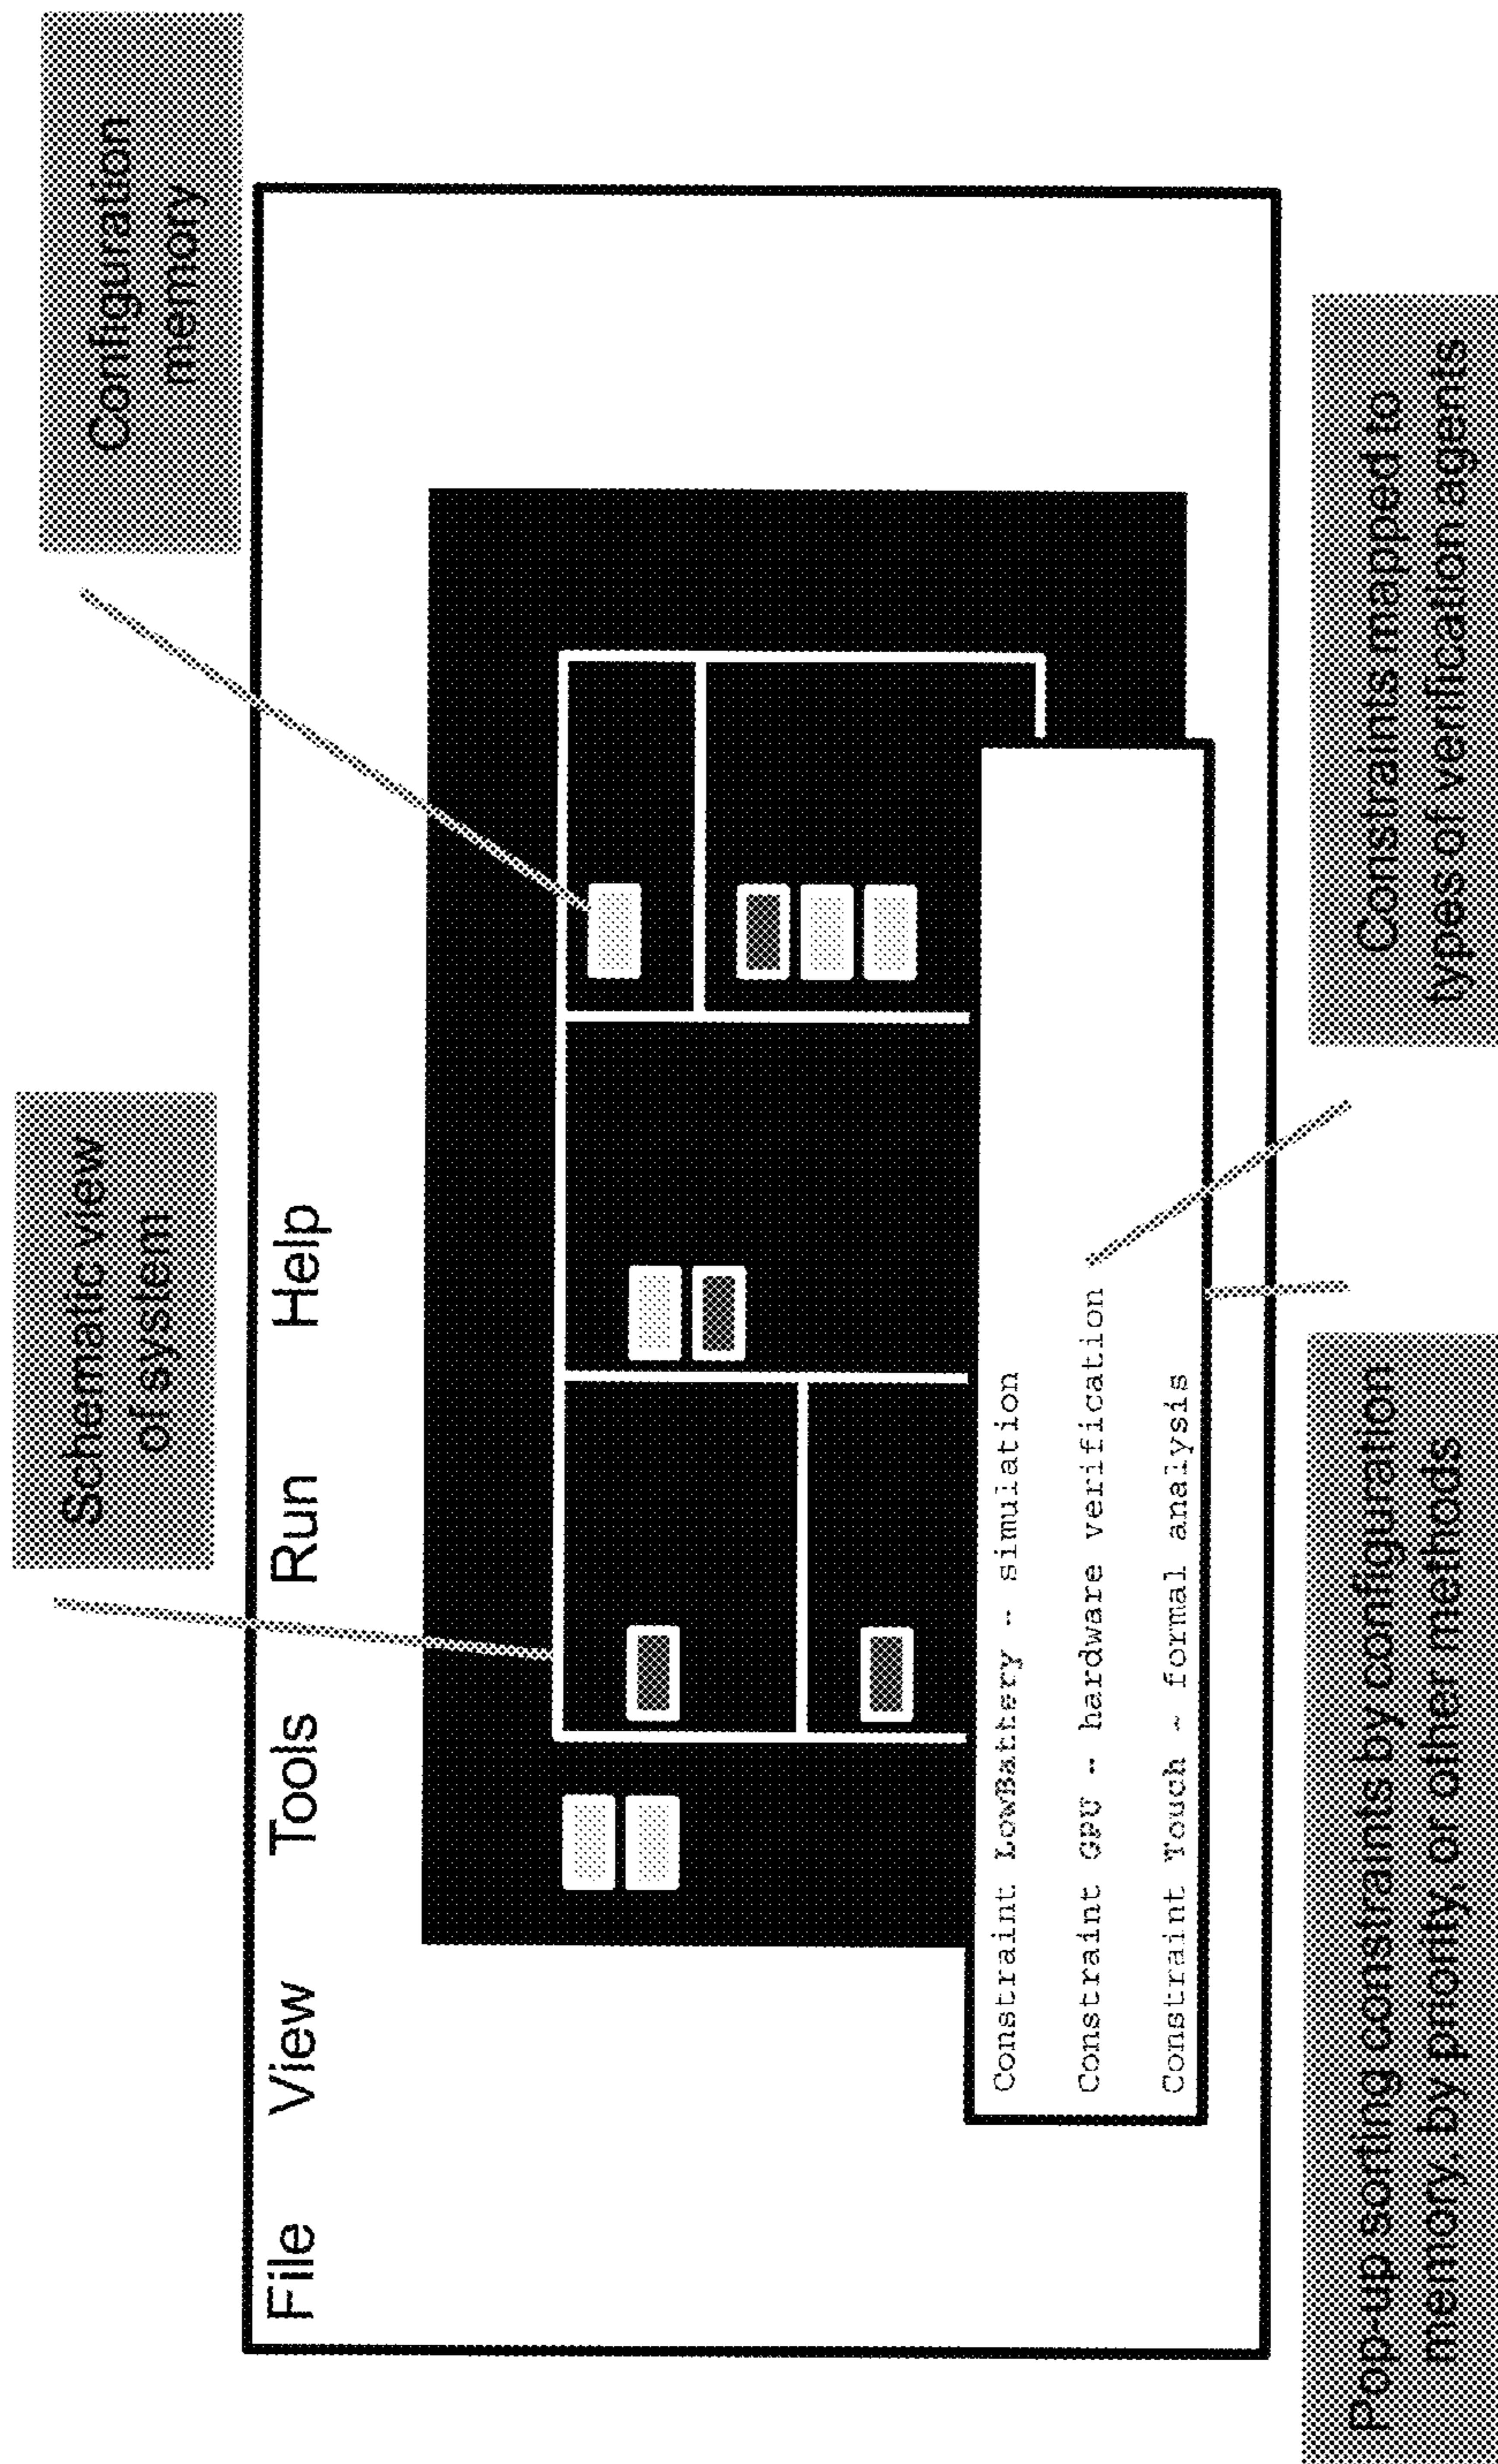 Schematic view
of system
Configuration
memory
File View Tools Run Help
Constraint LowBattery -- simulation
Constraint GPU -- hardware verification
Constraint Touch - formal analysis
Pop-up sorting constraints by configuration
memory, by priority, or other methods
Constraints mapped to
types of verification agents